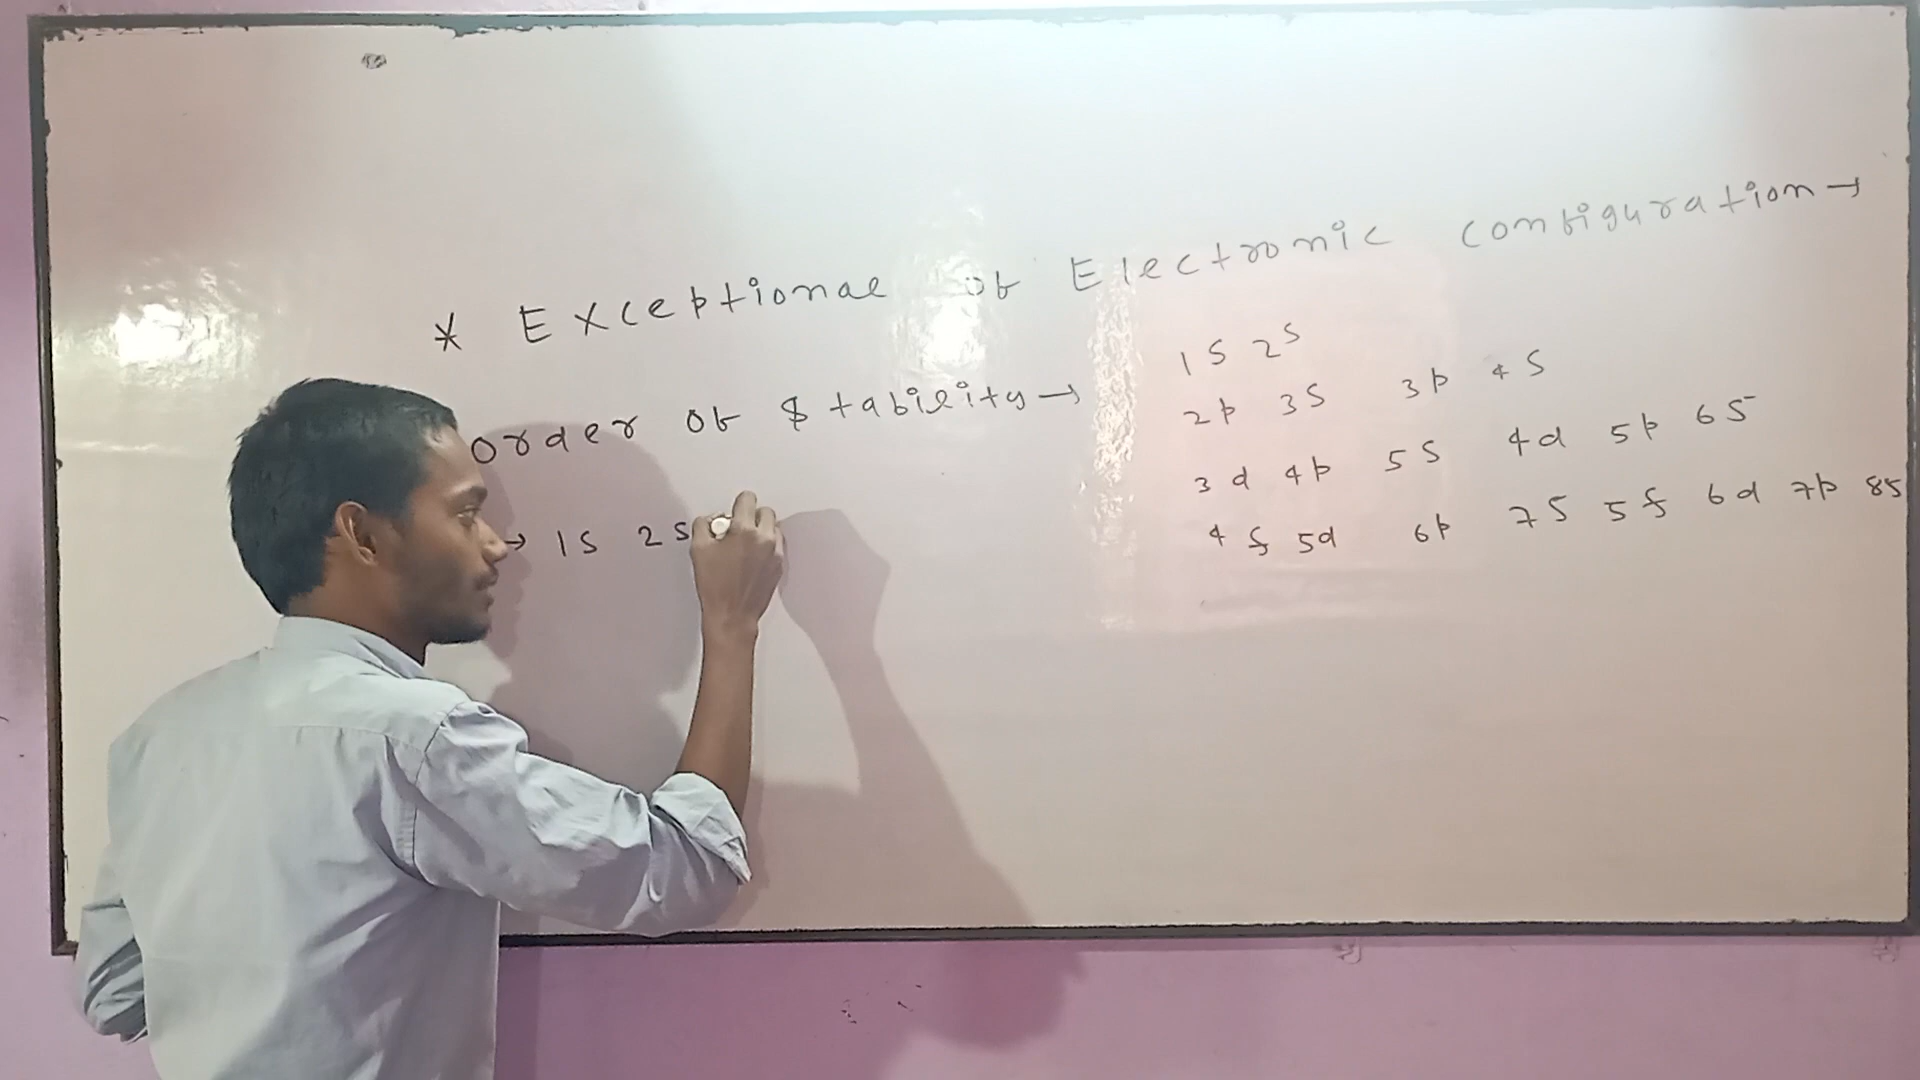 * Exceptional of Electronic configuration →
order of stability →
1S 2S
2p 3S 3p 4S
3d 4p 5S 4d 5p 6S
4f 5d 6p 7S 5f 6d 7p 8S
→ 1S 2S